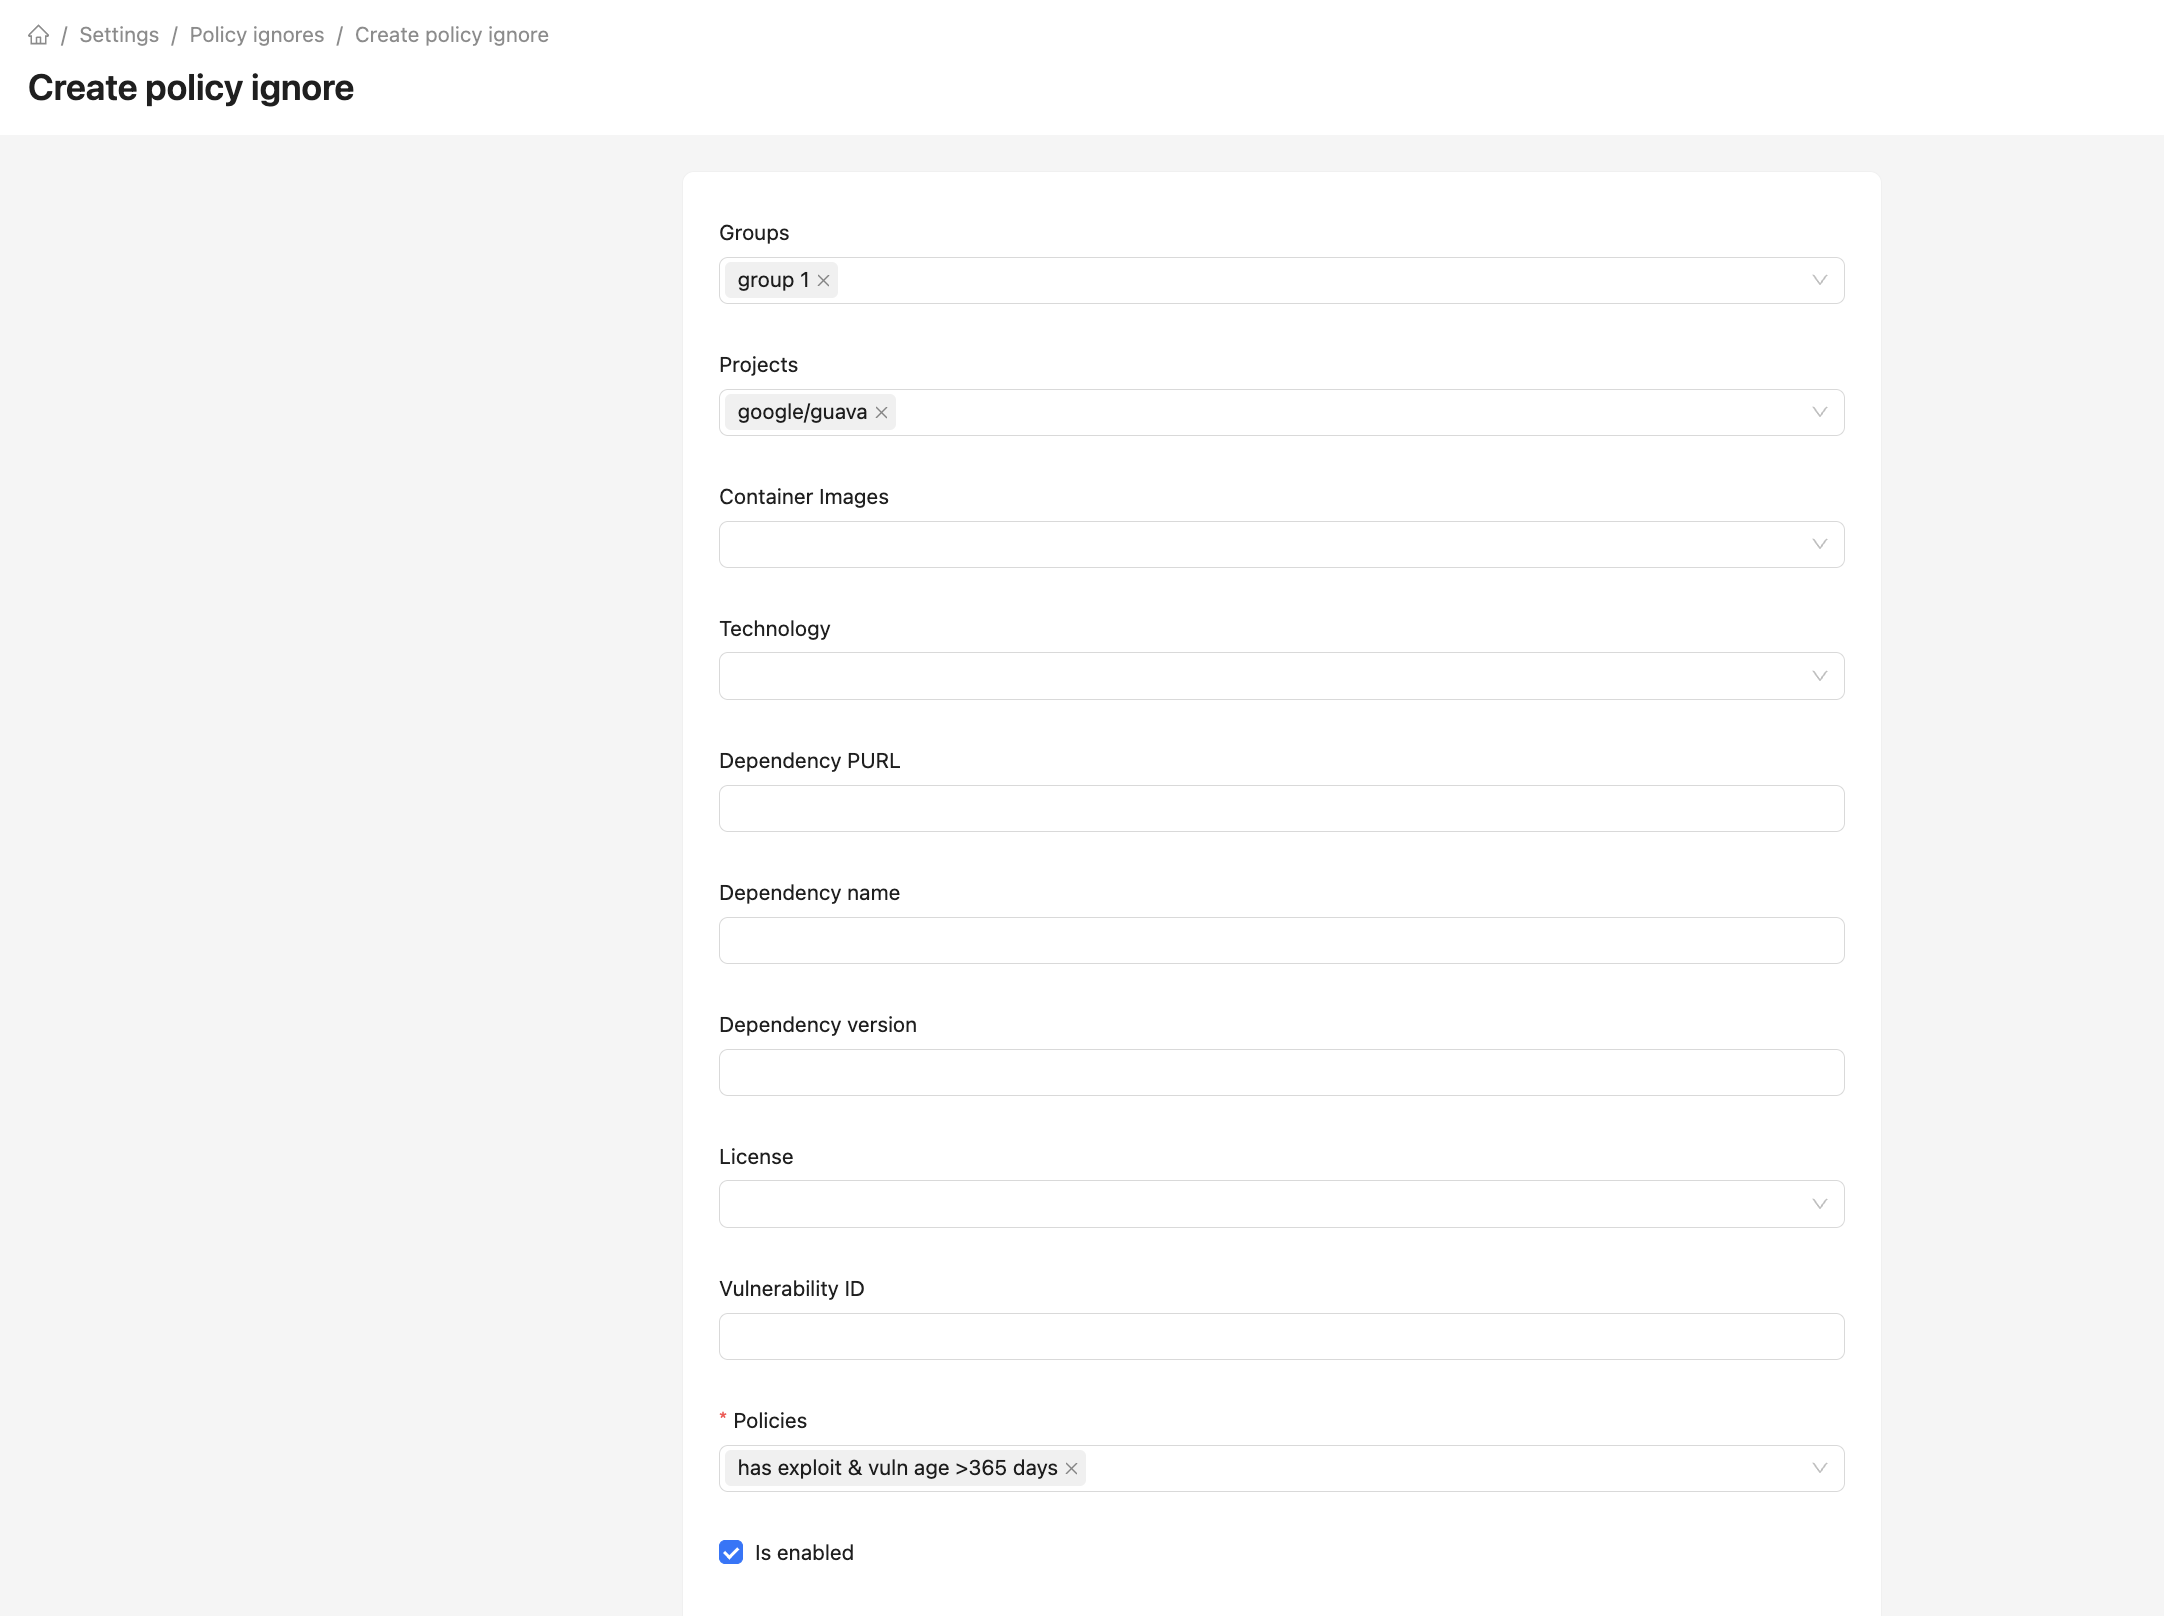 / Settings / Policy ignores / Create policy ignore
Create policy ignore
Groups
group 1
Projects
google/guava
Container Images
Technology
Dependency PURL
Dependency name
Dependency version
License
Vulnerability ID
* Policies
has exploit & vuln age >365 days
Is enabled